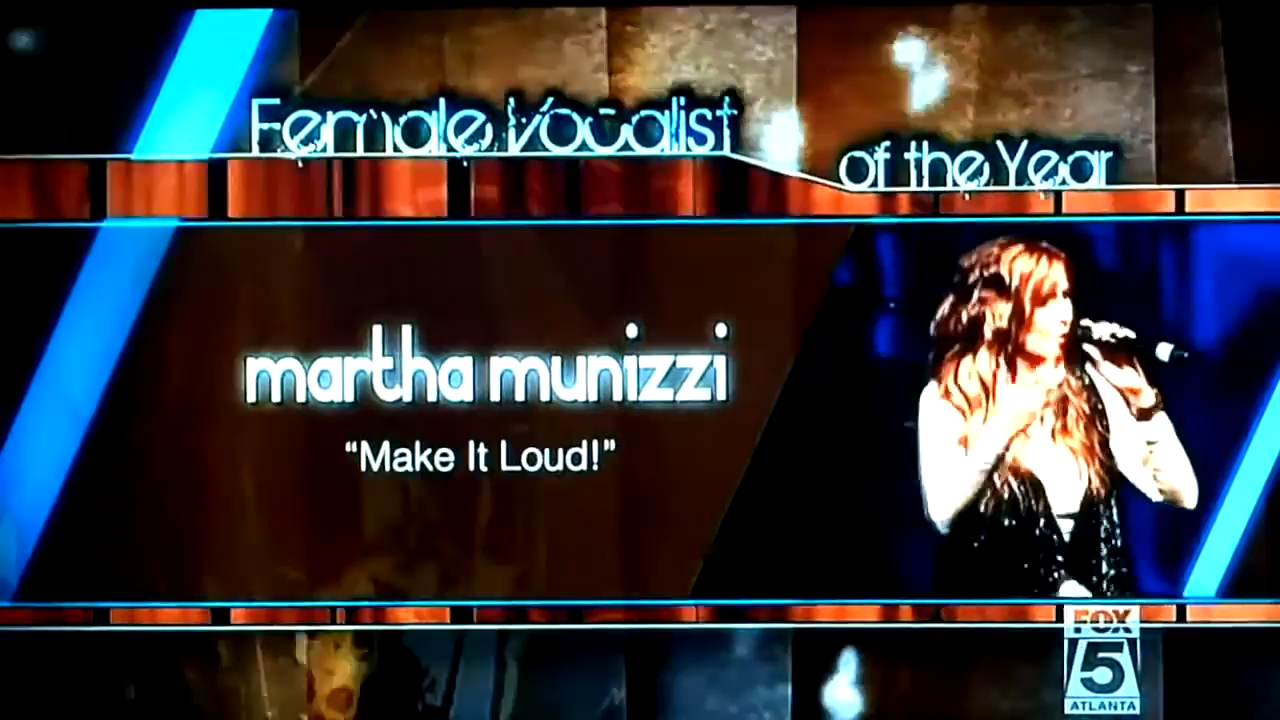 Female Vocalist
of the Year
martha munizzi
“Make It Loud!”
FOX
5
ATLANTA